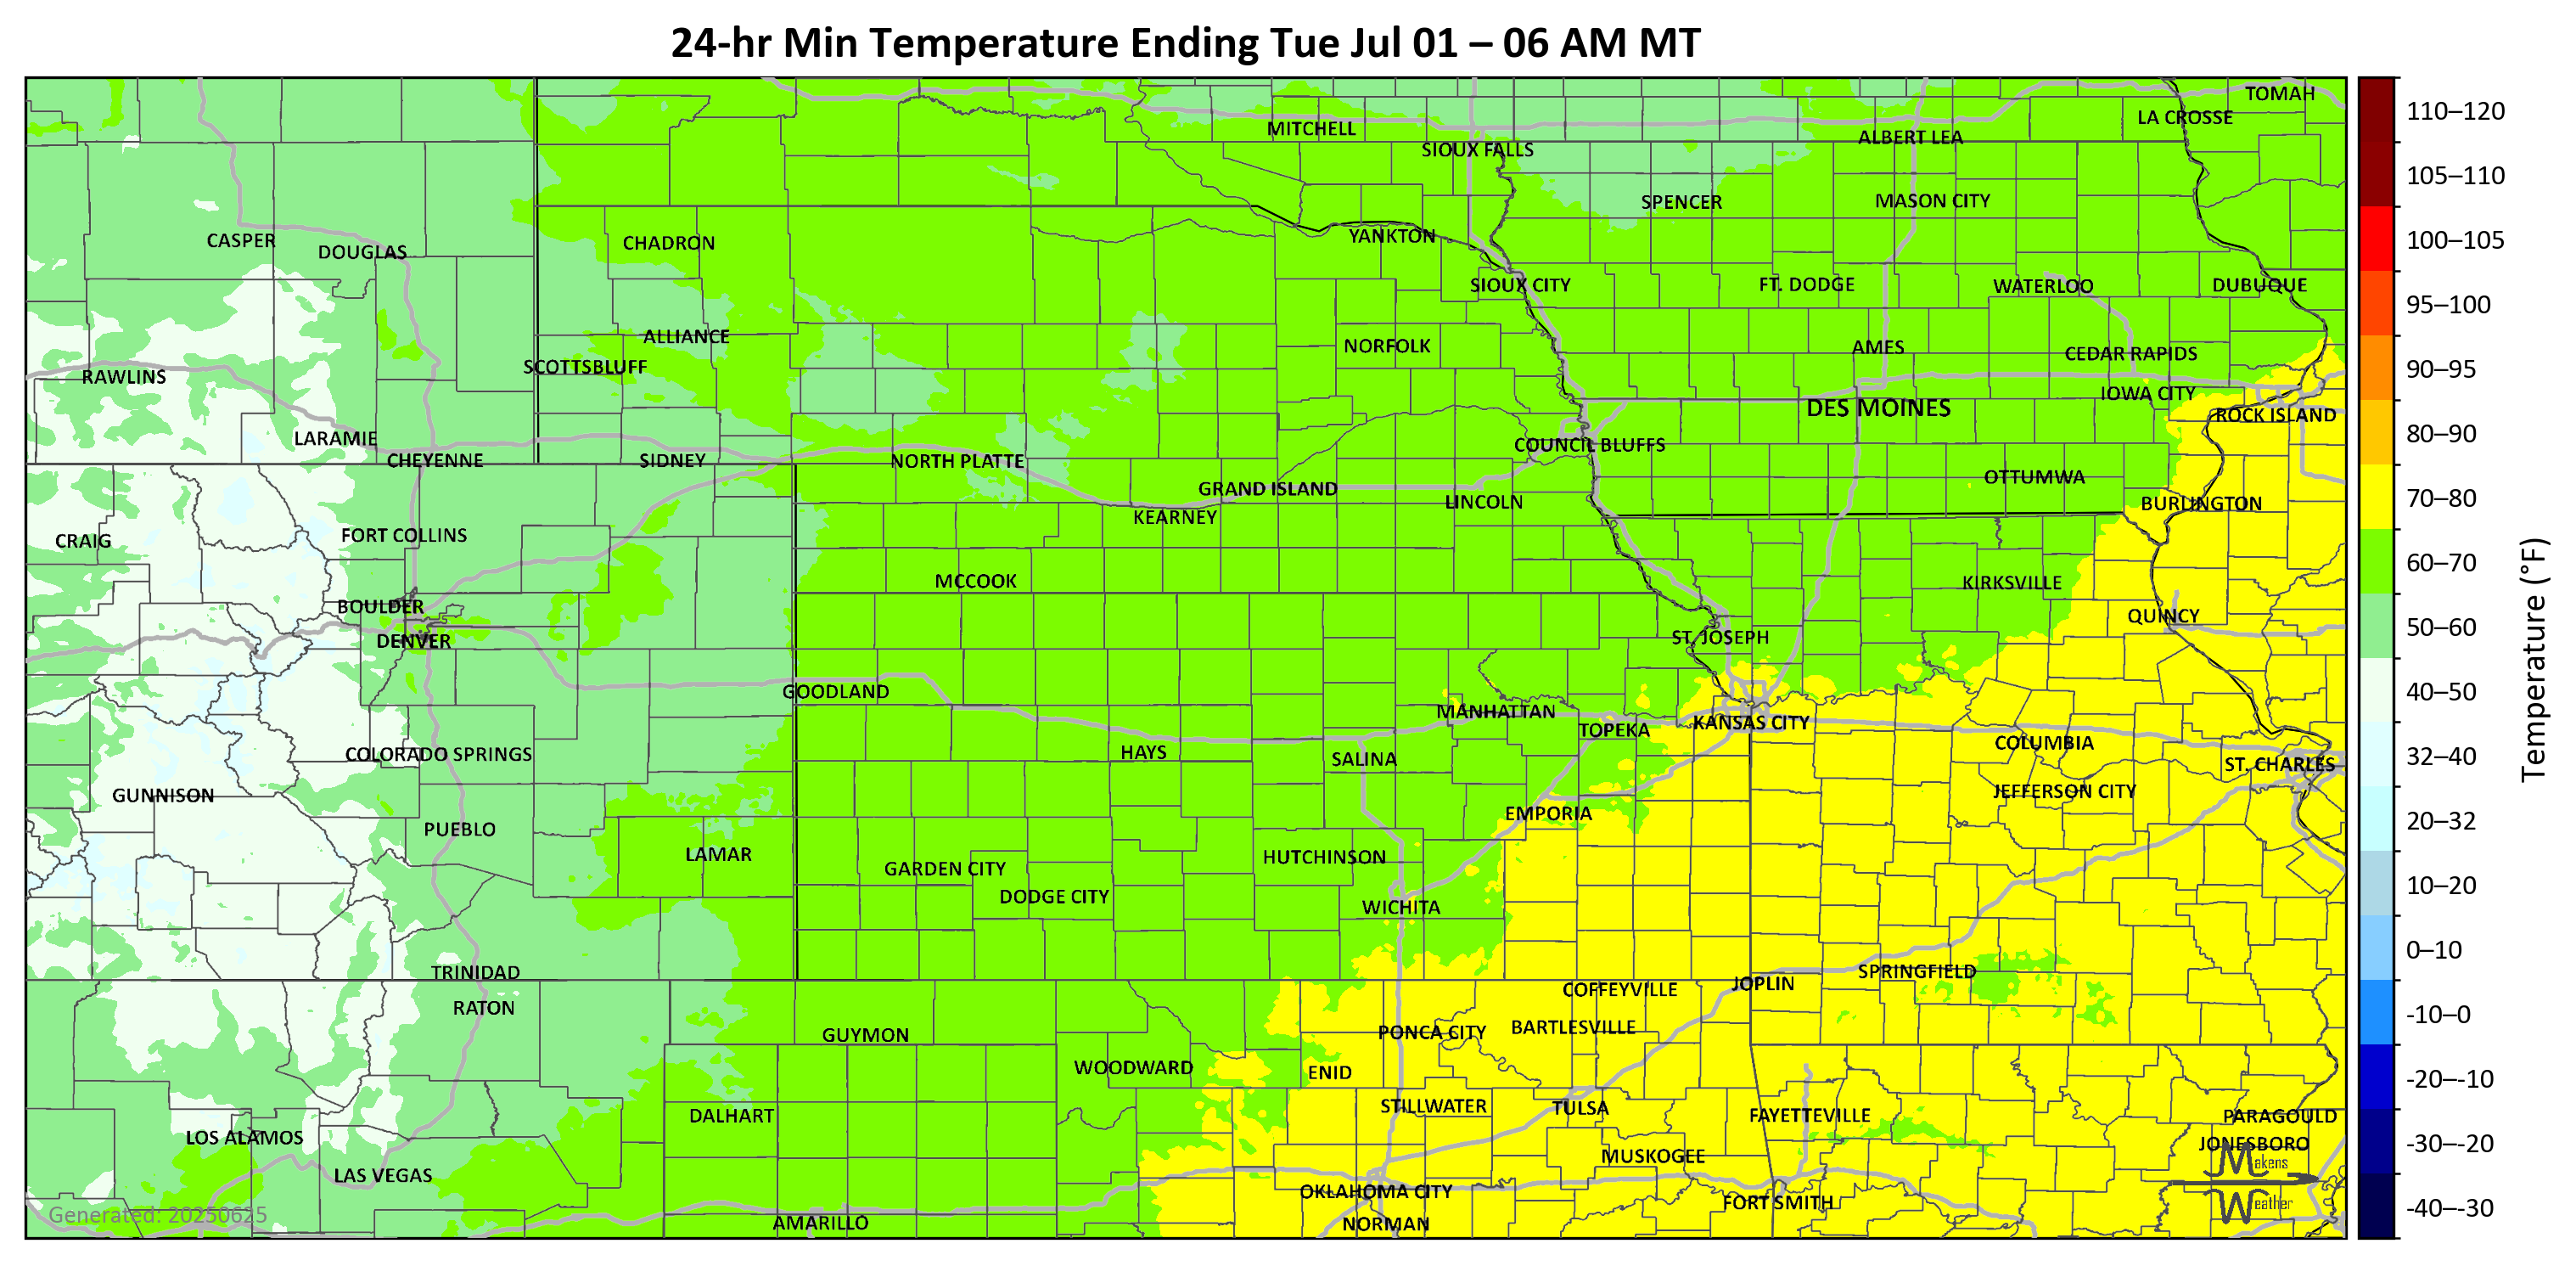 24-hr Min Temperature Ending Tue Jul 01 – 06 AM MT
TOMAH
LA CROSSE
MITCHELL
ALBERT LEA
SIOUX FALLS
SPENCER
MASON CITY
CASPER
DOUGLAS
CHADRON
YANKTON
SIOUX CITY
FT. DODGE
WATERLOO
DUBUQUE
ALLIANCE
NORFOLK
AMES
CEDAR RAPIDS
SCOTTSBLUFF
RAWLINS
IOWA CITY
DES MOINES
ROCK ISLAND
LARAMIE
COUNCIL BLUFFS
CHEYENNE
SIDNEY
NORTH PLATTE
OTTUMWA
GRAND ISLAND
LINCOLN
BURLINGTON
KEARNEY
FORT COLLINS
CRAIG
MCCOOK
KIRKSVILLE
BOULDER
QUINCY
DENVER
ST. JOSEPH
GOODLAND
MANHATTAN
KANSAS CITY
TOPEKA
COLUMBIA
COLORADO SPRINGS
HAYS
SALINA
ST. CHARLES
GUNNISON
JEFFERSON CITY
EMPORIA
PUEBLO
LAMAR
HUTCHINSON
GARDEN CITY
DODGE CITY
WICHITA
TRINIDAD
SPRINGFIELD
JOPLIN
COFFEYVILLE
RATON
GUYMON
PONCA CITY
BARTLESVILLE
WOODWARD
ENID
STILLWATER
TULSA
DALHART
FAYETTEVILLE
PARAGOULD
LOS ALAMOS
JONESBORO
MUSKOGEE
LAS VEGAS
OKLAHOMA CITY
FORT SMITH
AMARILLO
NORMAN
Makens
Weather
Generated: 20250625
110–120
105–110
100–105
95–100
90–95
80–90
70–80
60–70
50–60
40–50
32–40
20–32
10–20
0–10
-10–0
-20–-10
-30–-20
-40–-30
Temperature (°F)